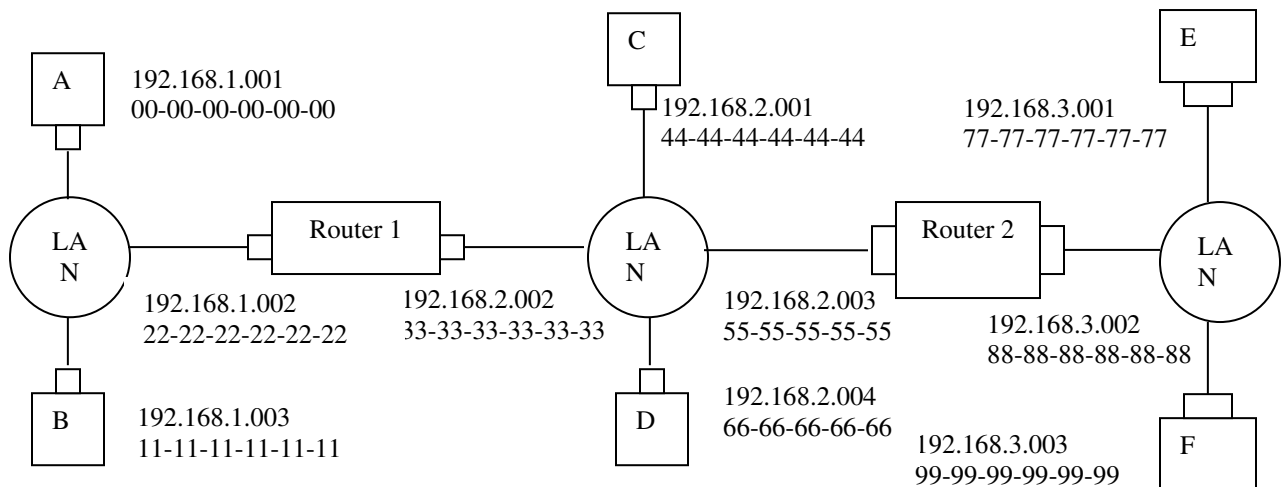 A
192.168.1.001
00-00-00-00-00-00
C
192.168.2.001
44-44-44-44-44-44
E
192.168.3.001
77-77-77-77-77-77
LA
N
Router 1
LA
N
Router 2
LA
N
192.168.1.002
22-22-22-22-22-22
192.168.2.002
33-33-33-33-33-33
192.168.2.003
55-55-55-55-55
192.168.3.002
88-88-88-88-88-88
B
192.168.1.003
11-11-11-11-11-11
D
192.168.2.004
66-66-66-66-66
192.168.3.003
99-99-99-99-99-99
F